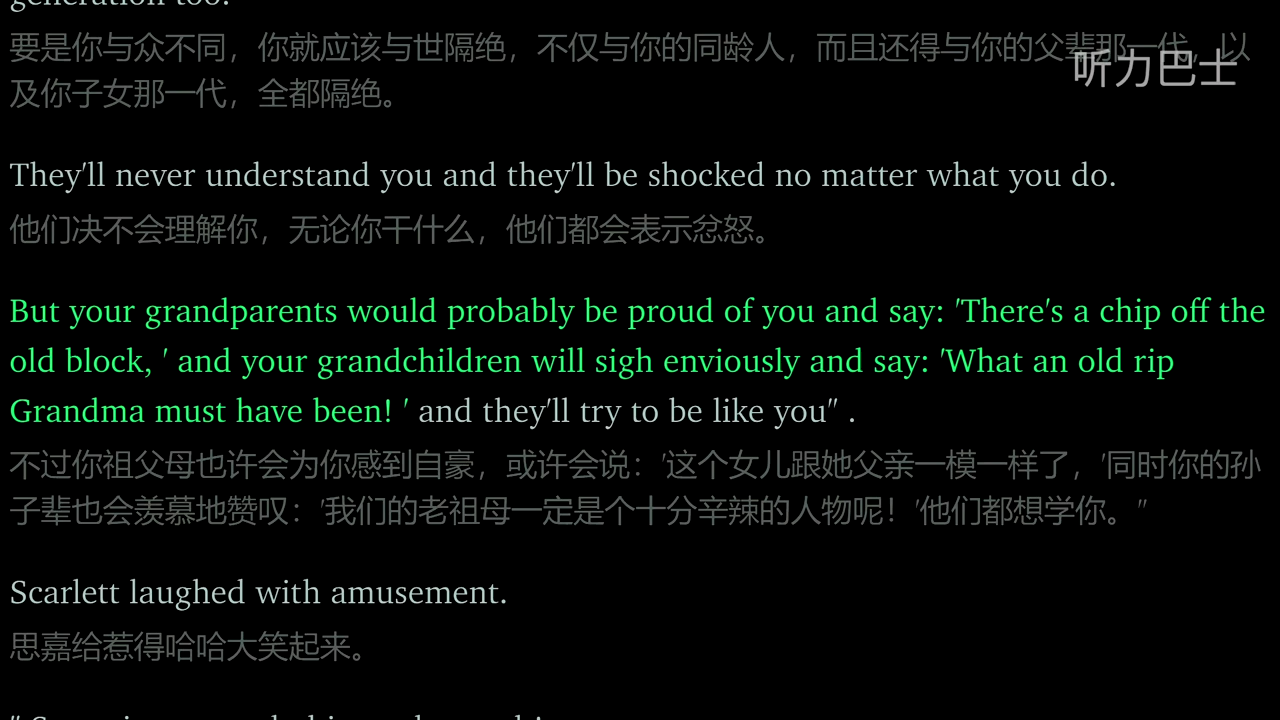 generation too.
要是你与众不同，你就应该与世隔绝，不仅与你的同龄人，而且还得与你的父辈那一代，以
及你子女那一代，全都隔绝。
听力巴士
They'll never understand you and they'll be shocked no matter what you do.
他们决不会理解你，无论你干什么，他们都会表示忿怒。
But your grandparents would probably be proud of you and say: 'There's a chip off the
old block, ' and your grandchildren will sigh enviously and say: 'What an old rip
Grandma must have been! ' and they'll try to be like you" .
不过你祖父母也许会为你感到自豪，或许会说：'这个女儿跟她父亲一模一样了，'同时你的孙
子辈也会羡慕地赞叹：'我们的老祖母一定是个十分辛辣的人物呢！'他们都想学你。"
Scarlett laughed with amusement.
思嘉给惹得哈哈大笑起来。